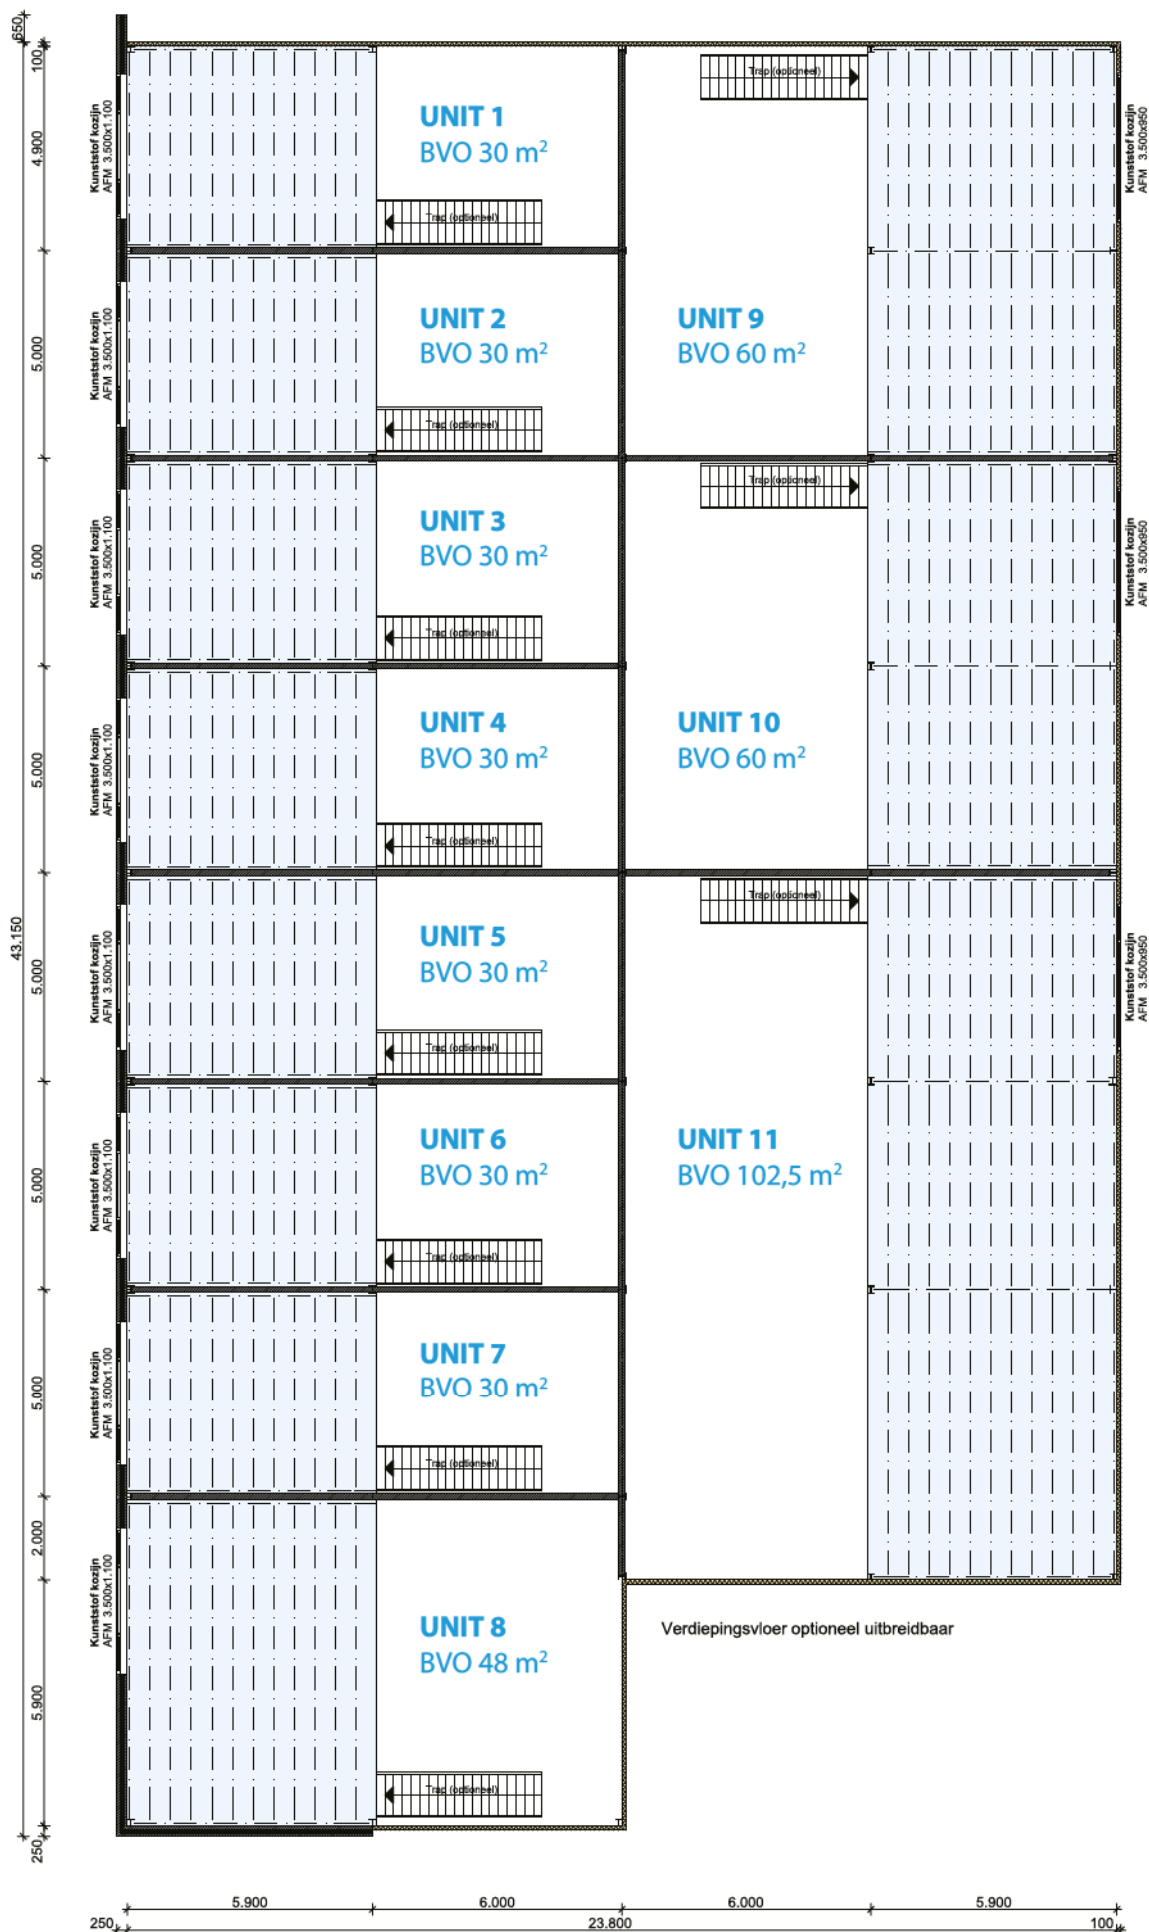 650
100
4.900
5.000
5.000
5.000
43.150
5.000
5.000
5.000
2.000
5.900
250
Kunststof kozijn
AFM 3.500x1.100
Kunststof kozijn
AFM 3.500x1.100
Kunststof kozijn
AFM 3.500x1.100
Kunststof kozijn
AFM 3.500x1.100
Kunststof kozijn
AFM 3.500x1.100
Kunststof kozijn
AFM 3.500x1.100
Kunststof kozijn
AFM 3.500x1.100
Kunststof kozijn
AFM 3.500x1.100
UNIT 1
BVO 30 m²
Trap (optioneel)
UNIT 2
BVO 30 m²
Trap (optioneel)
UNIT 3
BVO 30 m²
Trap (optioneel)
UNIT 4
BVO 30 m²
Trap (optioneel)
UNIT 5
BVO 30 m²
Trap (optioneel)
UNIT 6
BVO 30 m²
Trap (optioneel)
UNIT 7
BVO 30 m²
Trap (optioneel)
UNIT 8
BVO 48 m²
Trap (optioneel)
Trap (optioneel)
UNIT 9
BVO 60 m²
Trap (optioneel)
UNIT 10
BVO 60 m²
Trap (optioneel)
UNIT 11
BVO 102,5 m²
Kunststof kozijn
AFM 3.500x950
Kunststof kozijn
AFM 3.500x950
Kunststof kozijn
AFM 3.500x950
Verdiepingsvloer optioneel uitbreidbaar
5.900 6.000 6.000 5.900
250 23.800 100